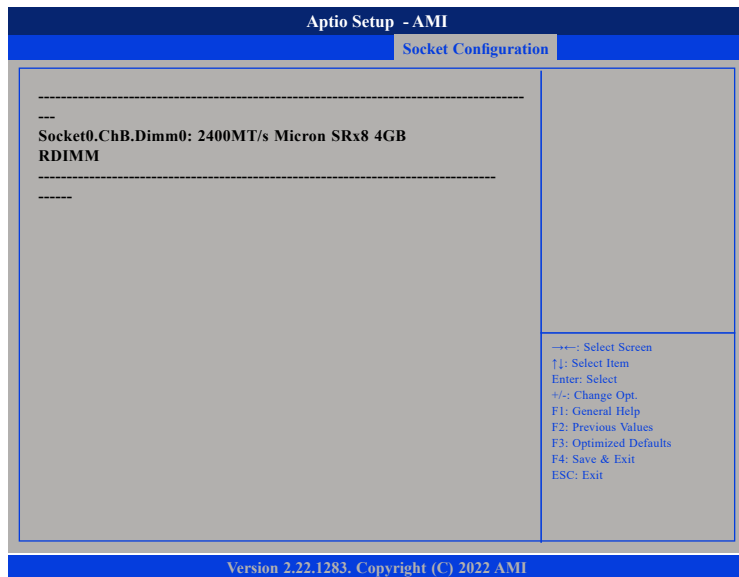 Aptio Setup - AMI
Socket Configuration
--------------------------------------------------------------------------------------
---
Socket0.ChB.Dimm0: 2400MT/s Micron SRx8 4GB
RDIMM
---------------------------------------------------------------------------------
------
→←: Select Screen
↑↓: Select Item
Enter: Select
+/-: Change Opt.
F1: General Help
F2: Previous Values
F3: Optimized Defaults
F4: Save & Exit
ESC: Exit
Version 2.22.1283. Copyright (C) 2022 AMI